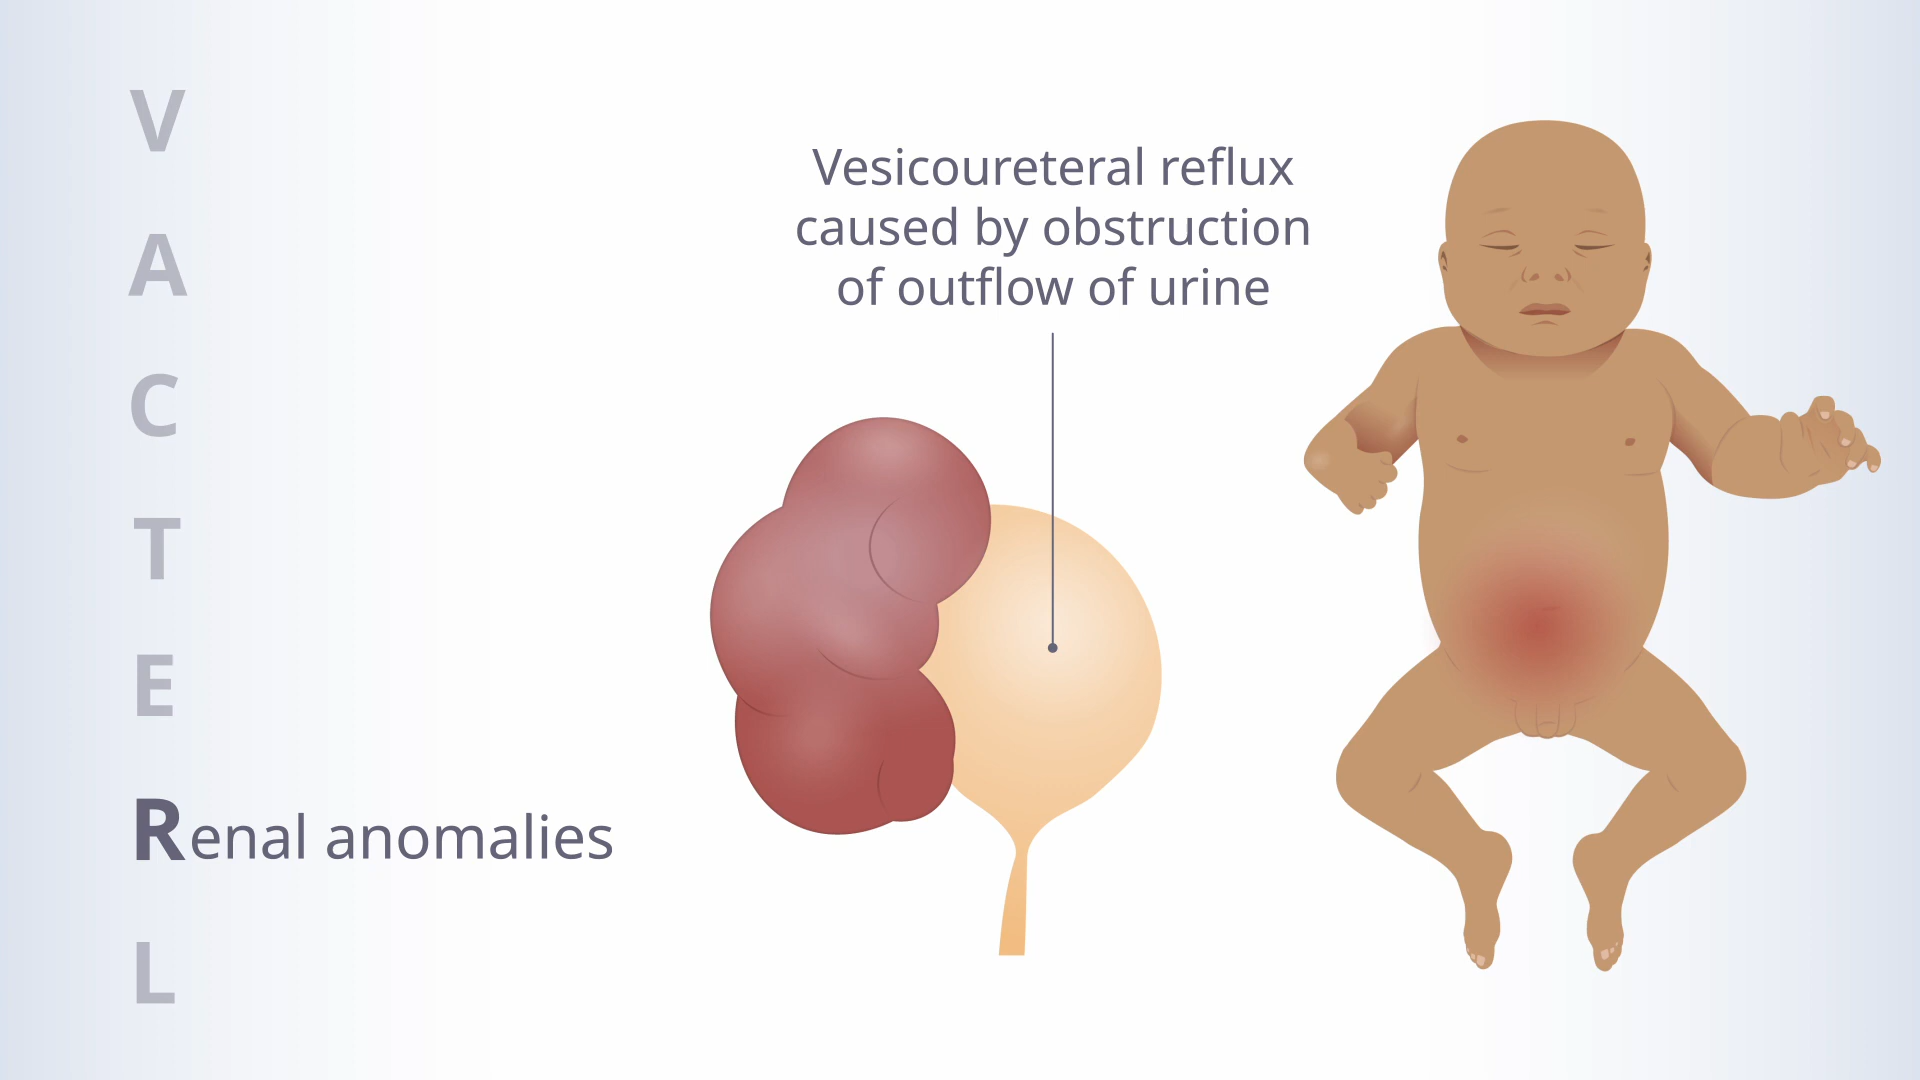 V
A
C
T
E
Renal anomalies
L
Vesicoureteral reflux
caused by obstruction
of outflow of urine